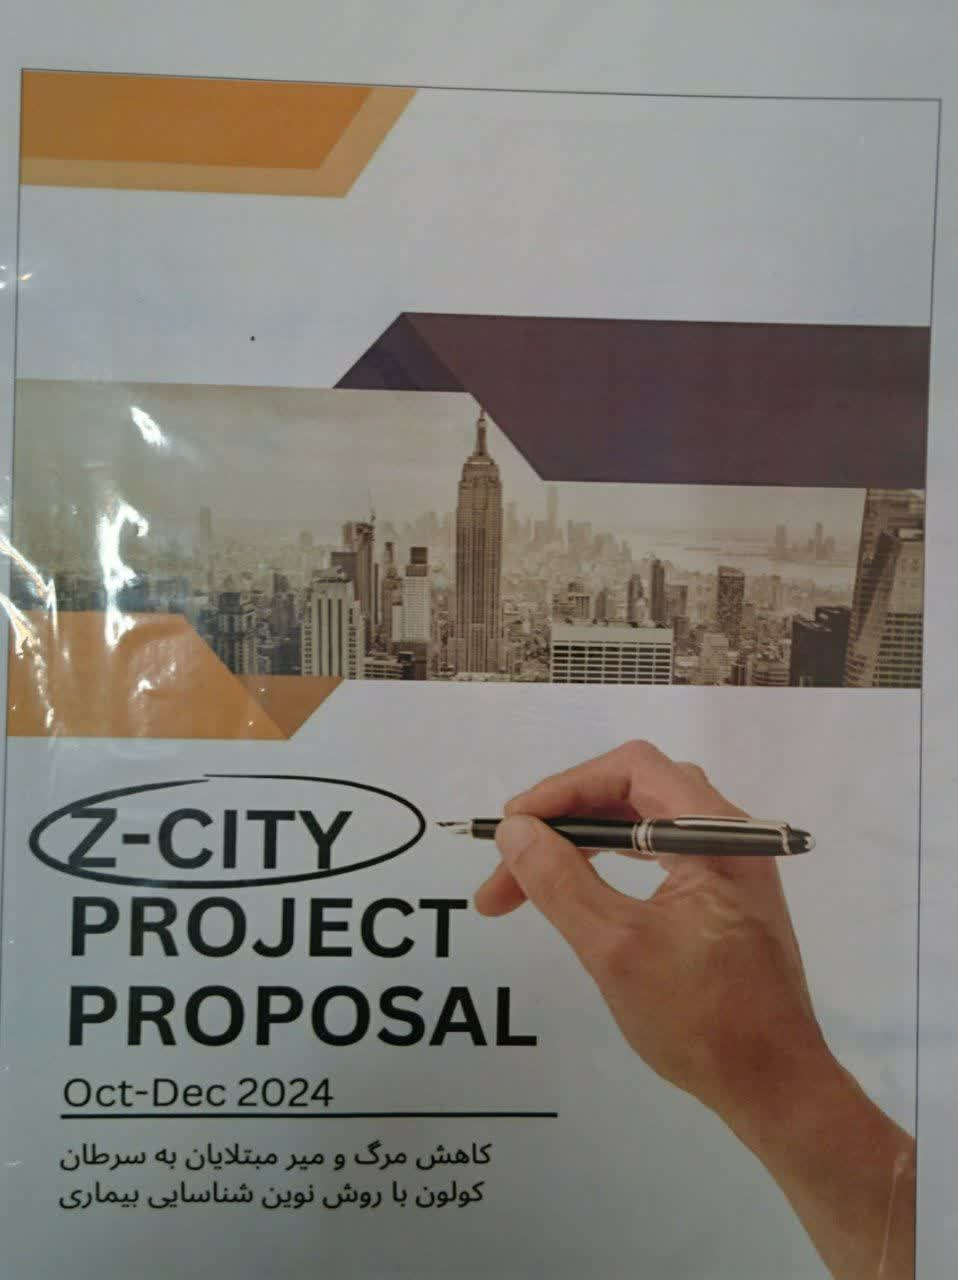 Z-CITY
PROJECT
PROPOSAL
Oct-Dec 2024
کاهش مرگ و میر مبتلایان به سرطان
کولون با روش نوین شناسایی بیماری